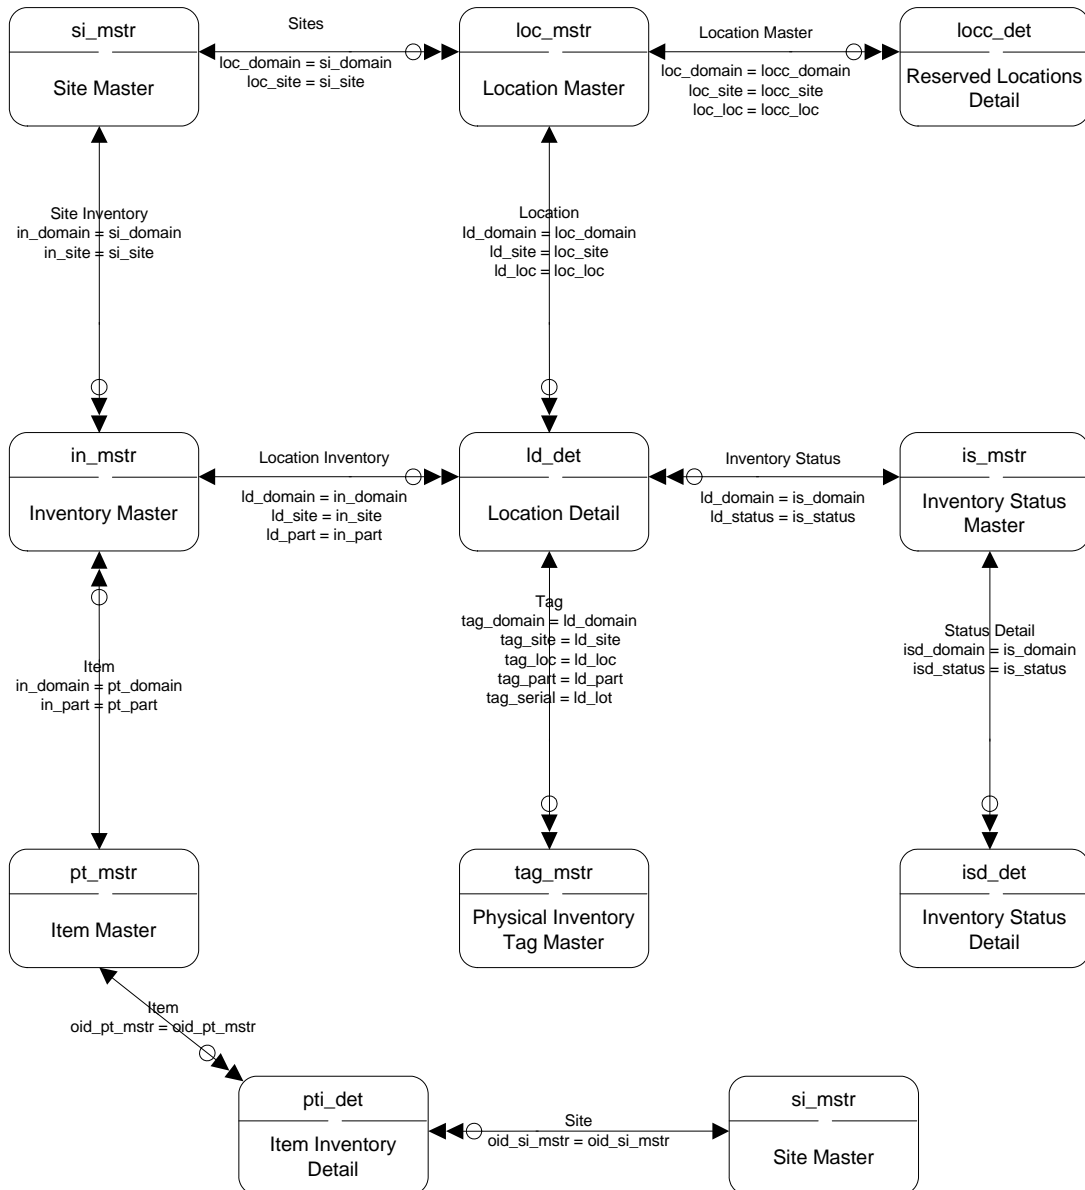 si_mstr
Site Master
Sites
loc_domain = si_domain
loc_site = si_site
loc_mstr
Location Master
Location Master
loc_domain = locc_domain
loc_site = locc_site
loc_loc = locc_loc
locc_det
Reserved Locations
Detail
Site Inventory
in_domain = si_domain
in_site = si_site
Location
ld_domain = loc_domain
ld_site = loc_site
ld_loc = loc_loc
in_mstr
Inventory Master
Location Inventory
ld_domain = in_domain
ld_site = in_site
ld_part = in_part
ld_det
Location Detail
Inventory Status
ld_domain = is_domain
ld_status = is_status
is_mstr
Inventory Status
Master
Item
in_domain = pt_domain
in_part = pt_part
Tag
tag_domain = ld_domain
tag_site = ld_site
tag_loc = ld_loc
tag_part = ld_part
tag_serial = ld_lot
Status Detail
isd_domain = is_domain
isd_status = is_status
pt_mstr
Item Master
tag_mstr
Physical Inventory
Tag Master
isd_det
Inventory Status
Detail
Item
oid_pt_mstr = oid_pt_mstr
pti_det
Item Inventory
Detail
Site
oid_si_mstr = oid_si_mstr
si_mstr
Site Master